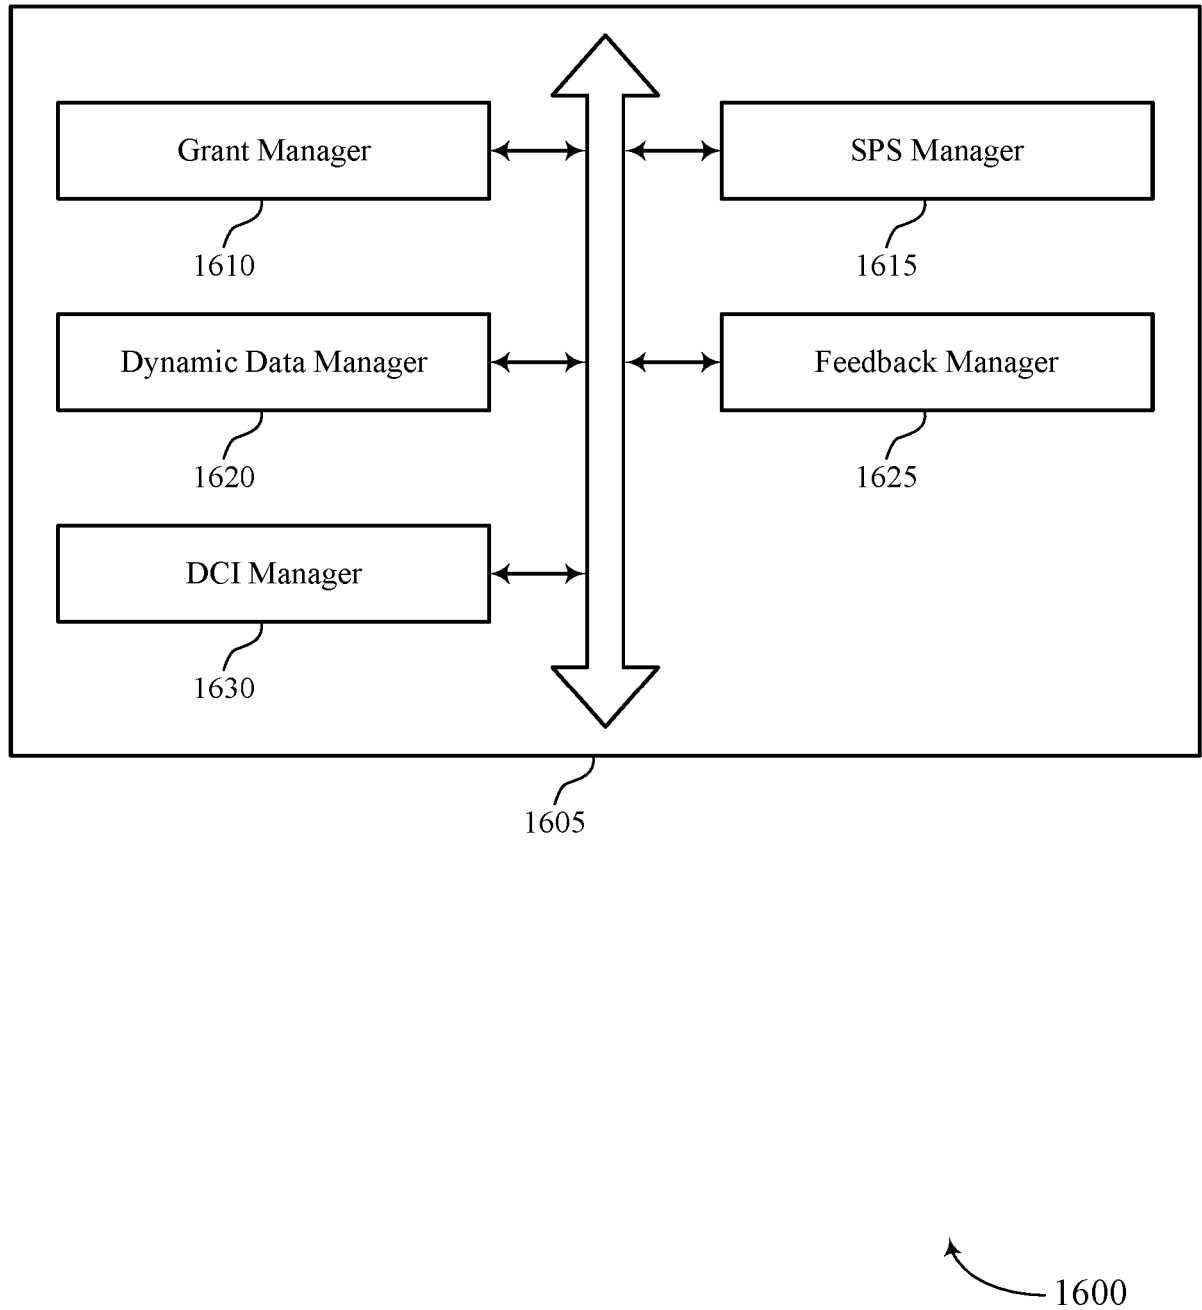 Grant Manager
SPS Manager
1610
1615
Dynamic Data Manager
Feedback Manager
1620
1625
DCI Manager
1630
1605
1600